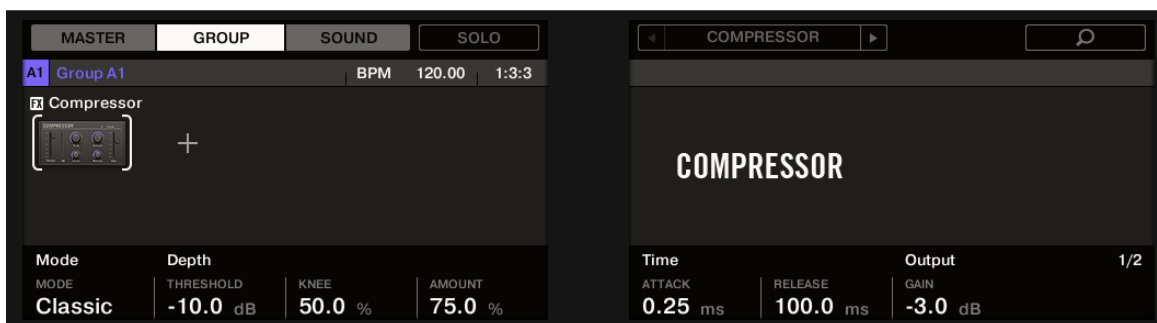 MASTER GROUP SOUND SOLO
A1 Group A1 BPM 120.00 1:3:3
FX Compressor
COMPRESSOR
+
Mode Depth
MODE THRESHOLD KNEE AMOUNT
Classic -10.0 dB 50.0 % 75.0 %
COMPRESSOR
COMPRESSOR
Time Output 1/2
ATTACK RELEASE GAIN
0.25 ms 100.0 ms -3.0 dB